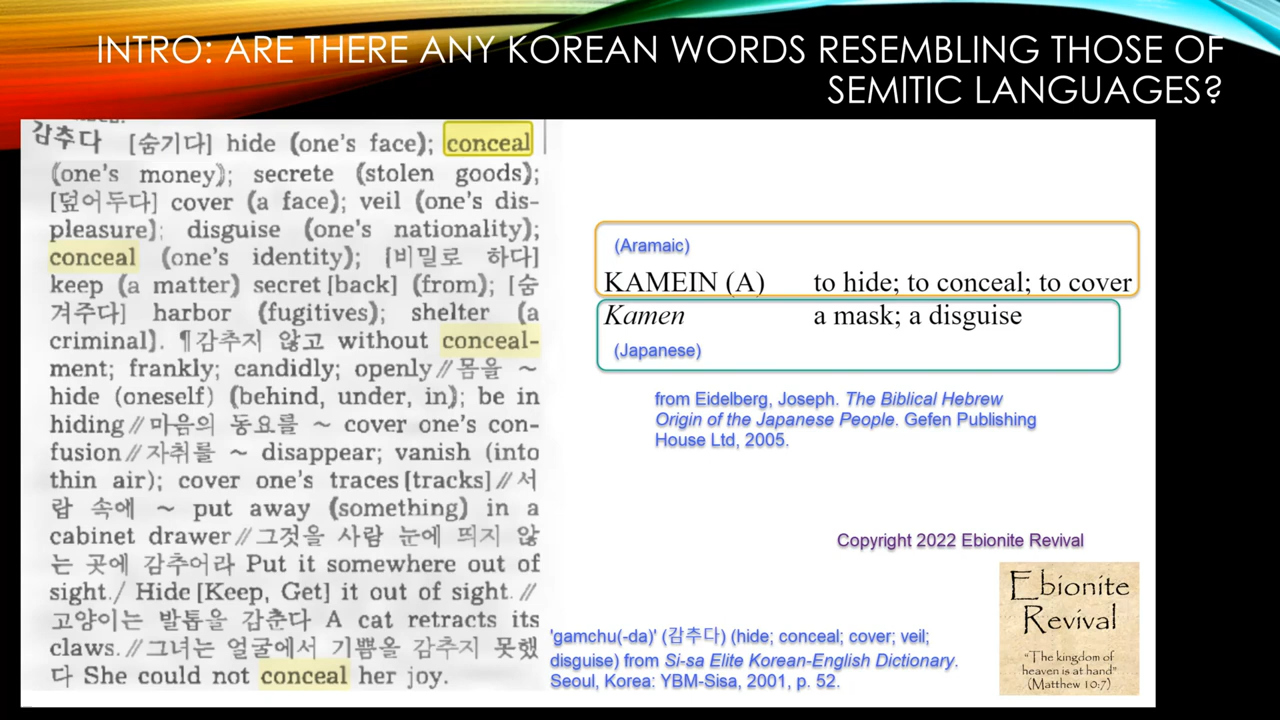 INTRO: ARE THERE ANY KOREAN WORDS RESEMBLING THOSE OF
SEMITIC LANGUAGES?
감추다 [숨기다] hide (one's face); conceal
(one's money); secrete (stolen goods);
[덮어두다] cover (a face); veil (one's dis-
pleasure); disguise (one's nationality);
conceal (one's identity); [비밀로 하다]
keep (a matter) secret [back] (from); [숨
겨주다] harbor (fugitives); shelter (a
criminal). ¶감추지 않고 without conceal-
ment; frankly; candidly; openly∥몸을 ~
hide (oneself) (behind, under, in); be in
hiding∥마음의 동요를 ~ cover one's con-
fusion∥자취를 ~ disappear; vanish (into
thin air); cover one's traces [tracks]∥서
랍 속에 ~ put away (something) in a
cabinet drawer∥그것을 사람 눈에 띄지 않
는 곳에 감추어라 Put it somewhere out of
sight./ Hide [Keep, Get] it out of sight.∥
고양이는 발톱을 감춘다 A cat retracts its
claws.∥그녀는 얼굴에서 기쁨을 감추지 못했
다 She could not conceal her joy.
(Aramaic)
KAMEIN (A) to hide; to conceal; to cover
Kamen a mask; a disguise
(Japanese)
from Eidelberg, Joseph. The Biblical Hebrew
Origin of the Japanese People. Gefen Publishing
House Ltd, 2005.
Copyright 2022 Ebionite Revival
Ebionite
Revival
"The kingdom of
heaven is at hand"
(Matthew 10:7)
'gamchu(-da)' (감추다) (hide; conceal; cover; veil;
disguise) from Si-sa Elite Korean-English Dictionary.
Seoul, Korea: YBM-Sisa, 2001, p. 52.